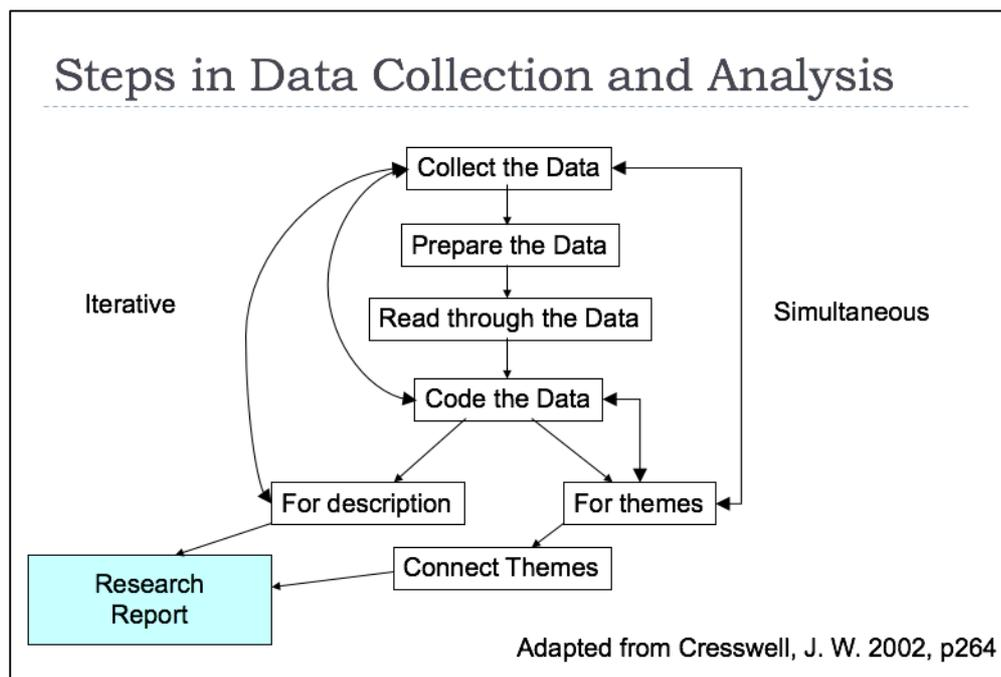 Steps in Data Collection and Analysis
Collect the Data
Prepare the Data
Iterative
Read through the Data
Simultaneous
Code the Data
For description
For themes
Connect Themes
Research
Report
Adapted from Cresswell, J. W. 2002, p264